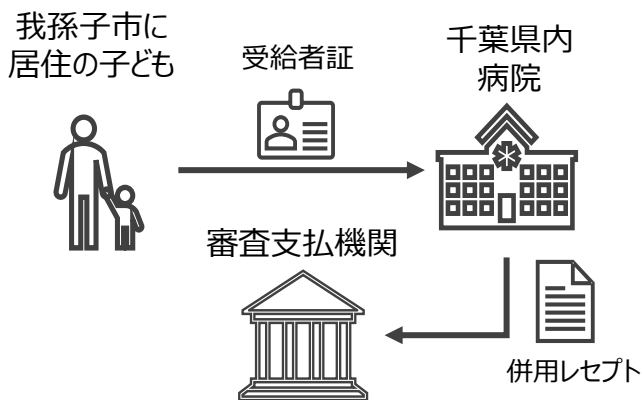 我孫子市に
居住の子ども
受給者証
千葉県内
病院
審査支払機関
併用レセプト